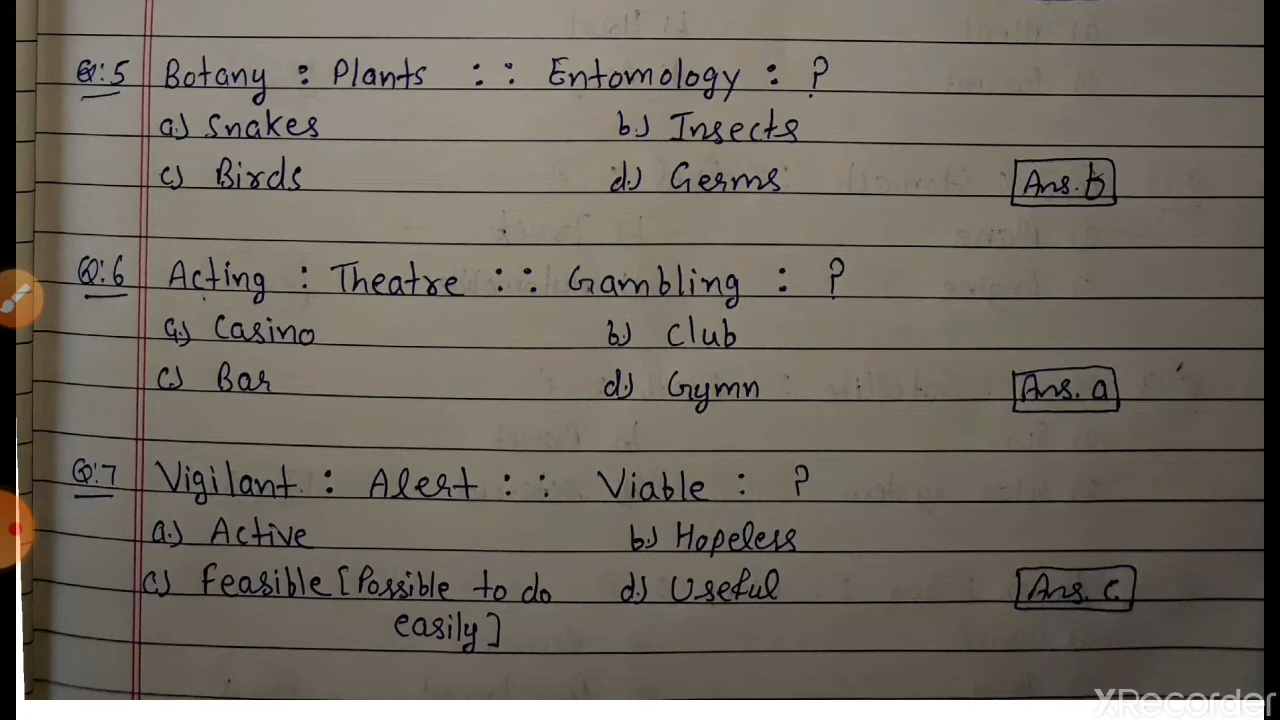 Q:5 Botany : Plants :: Entomology : ?
a.) Snakes b.) Insects
c) Birds d.) Germs Ans. b
Q:6 Acting : Theatre :: Gambling : ?
a.) Casino b.) Club
c) Bar d.) Gymn Ans. a
Q:7 Vigilant : Alert :: Viable : ?
a.) Active b.) Hopeless
c) Feasible [Possible to do d.) Useful Ans. c
easily]
XRecorder